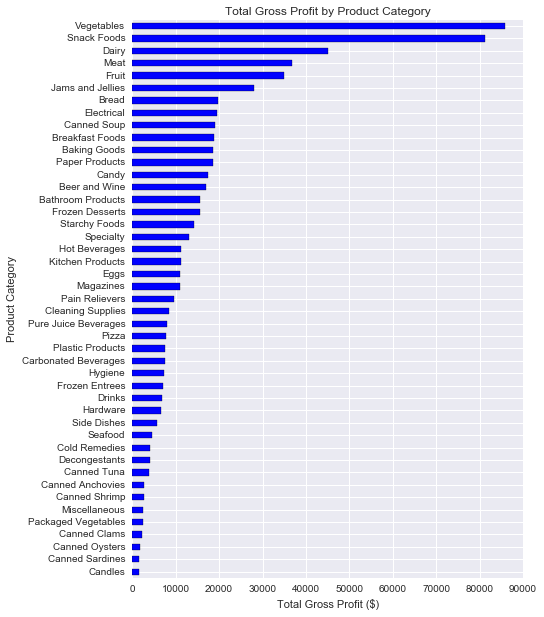 Total Gross Profit by Product Category
Product Category
Vegetables
Snack Foods
Dairy
Meat
Fruit
Jams and Jellies
Bread
Electrical
Canned Soup
Breakfast Foods
Baking Goods
Paper Products
Candy
Beer and Wine
Bathroom Products
Frozen Desserts
Starchy Foods
Specialty
Hot Beverages
Kitchen Products
Eggs
Magazines
Pain Relievers
Cleaning Supplies
Pure Juice Beverages
Pizza
Plastic Products
Carbonated Beverages
Hygiene
Frozen Entrees
Drinks
Hardware
Side Dishes
Seafood
Cold Remedies
Decongestants
Canned Tuna
Canned Anchovies
Canned Shrimp
Miscellaneous
Packaged Vegetables
Canned Clams
Canned Oysters
Canned Sardines
Candles
0 10000 20000 30000 40000 50000 60000 70000 80000 90000
Total Gross Profit ($)